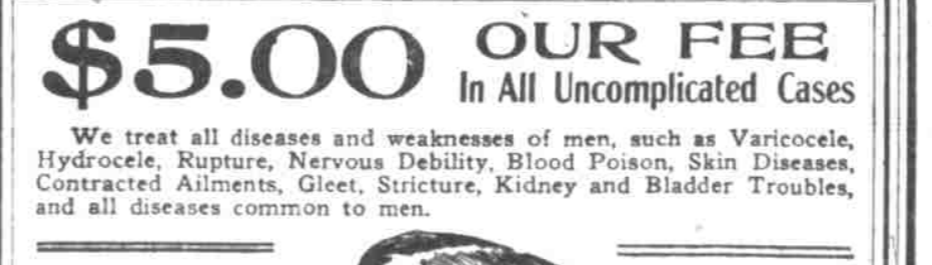 $5.00 OUR FEE
In All Uncomplicated Cases
We treat all diseases and weaknesses of men, such as Varicocele,
Hydrocele, Rupture, Nervous Debility, Blood Poison, Skin Diseases,
Contracted Ailments, Gleet, Stricture, Kidney and Bladder Troubles,
and all diseases common to men.